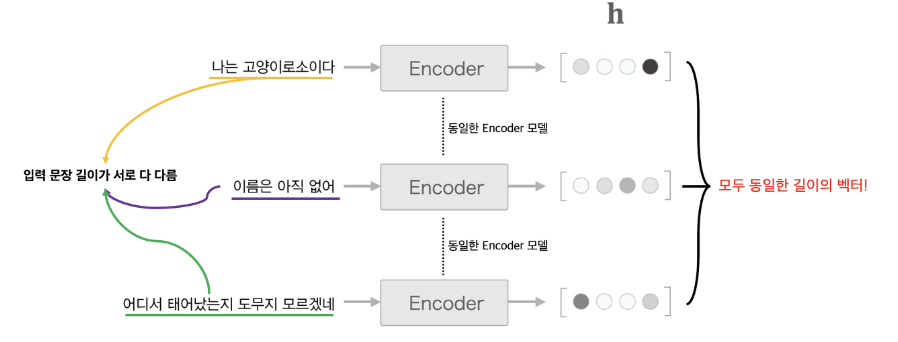 h
나는 고양이로소이다
Encoder
동일한 Encoder 모델
입력 문장 길이가 서로 다 다름
이름은 아직 없어
Encoder
모두 동일한 길이의 벡터!
동일한 Encoder 모델
어디서 태어났는지 도무지 모르겠네
Encoder